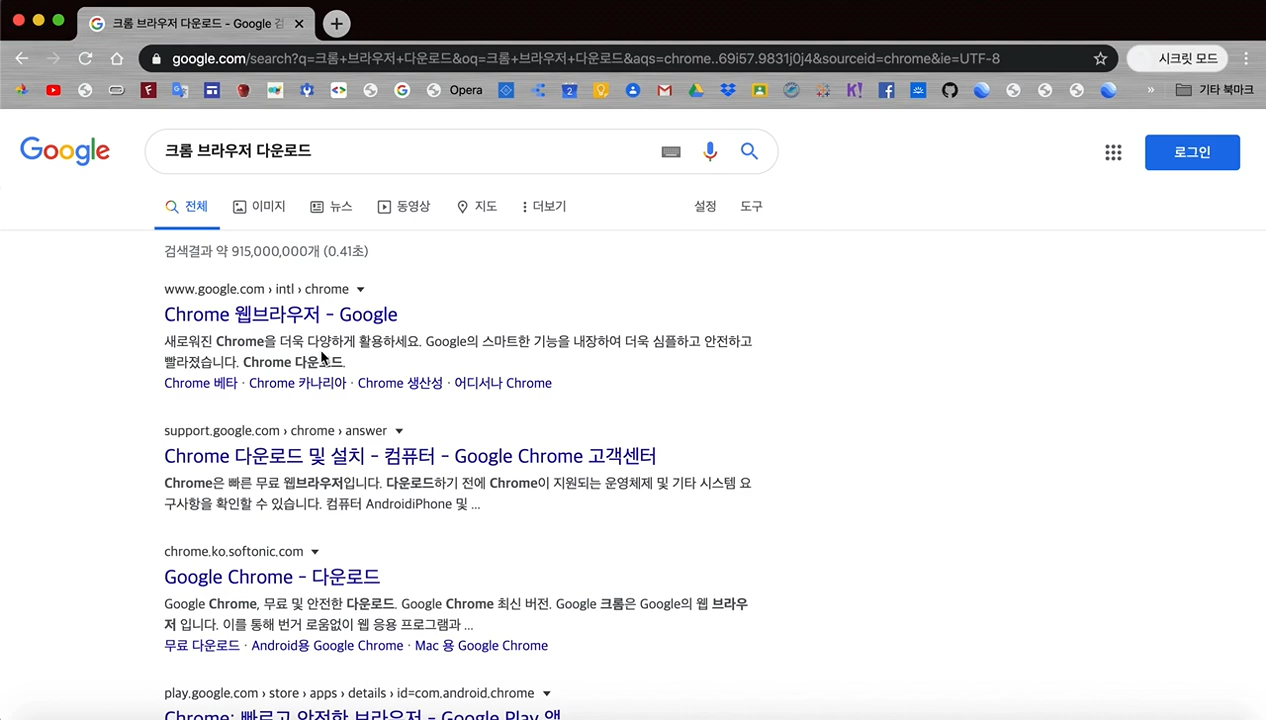 크롬 브라우저 다운로드 - Google 검
google.com/search?q=크롬+브라우저+다운로드&oq=크롬+브라우저+다운로드&aqs=chrome..69i57.9831j0j4&sourceid=chrome&ie=UTF-8
시크릿 모드
Opera
기타 북마크
Google
크롬 브라우저 다운로드
로그인
전체 이미지 뉴스 동영상 지도 더보기 설정 도구
검색결과 약 915,000,000개 (0.41초)
www.google.com › intl › chrome
Chrome 웹브라우저 - Google
새로워진 Chrome을 더욱 다양하게 활용하세요. Google의 스마트한 기능을 내장하여 더욱 심플하고 안전하고
빨라졌습니다. Chrome 다운로드.
Chrome 베타 · Chrome 카나리아 · Chrome 생산성 · 어디서나 Chrome
support.google.com › chrome › answer
Chrome 다운로드 및 설치 - 컴퓨터 - Google Chrome 고객센터
Chrome은 빠른 무료 웹브라우저입니다. 다운로드하기 전에 Chrome이 지원되는 운영체제 및 기타 시스템 요
구사항을 확인할 수 있습니다. 컴퓨터 AndroidiPhone 및 ...
chrome.ko.softonic.com
Google Chrome - 다운로드
Google Chrome, 무료 및 안전한 다운로드. Google Chrome 최신 버전. Google 크롬은 Google의 웹 브라우
저 입니다. 이를 통해 번거 로움없이 웹 응용 프로그램과 ...
무료 다운로드 · Android용 Google Chrome · Mac 용 Google Chrome
play.google.com › store › apps › details › id=com.android.chrome
Chrome: 빠르고 안전한 브라우저 - Google Play 앱